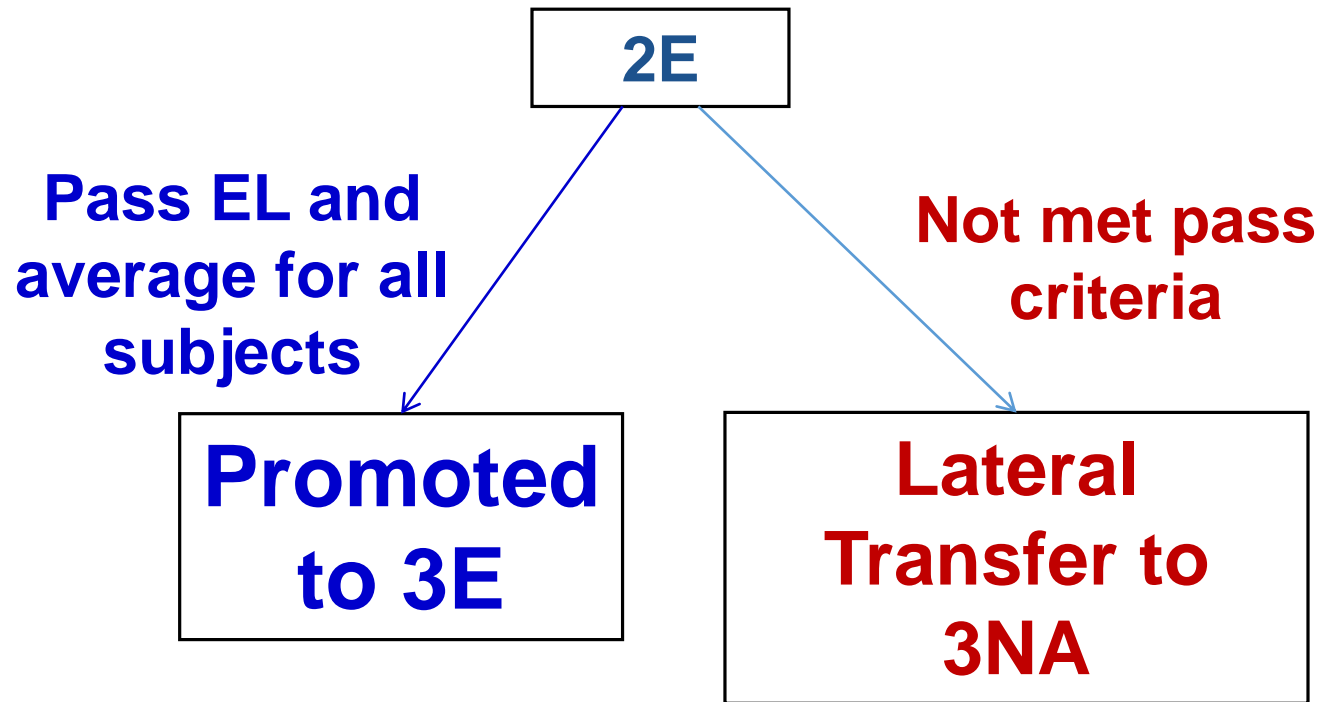 2E
Pass EL and
average for all
subjects
Not met pass
criteria
Promoted
to 3E
Lateral
Transfer to
3NA